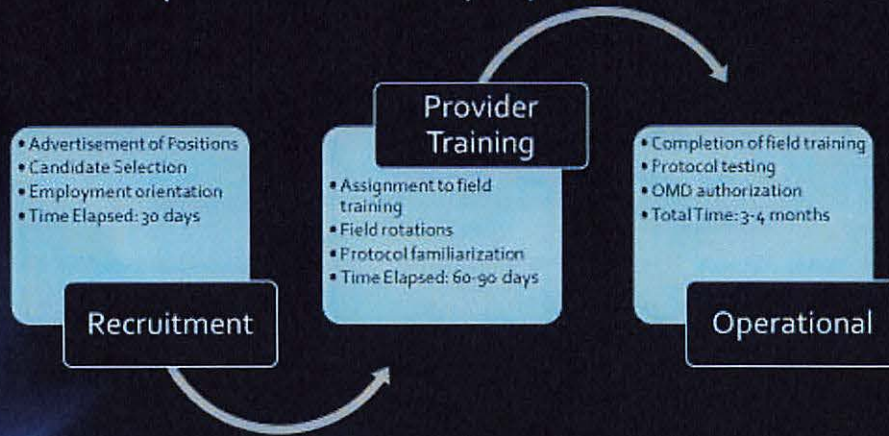 • Advertisement of Positions
• Candidate Selection
• Employment orientation
• Time Elapsed: 30 days
Recruitment
Provider
Training
• Assignment to field
training
• Field rotations
• Protocol familiarization
• Time Elapsed: 60-90 days
• Completion of field training
• Protocol testing
• OMD authorization
• Total Time: 3-4 months
Operational